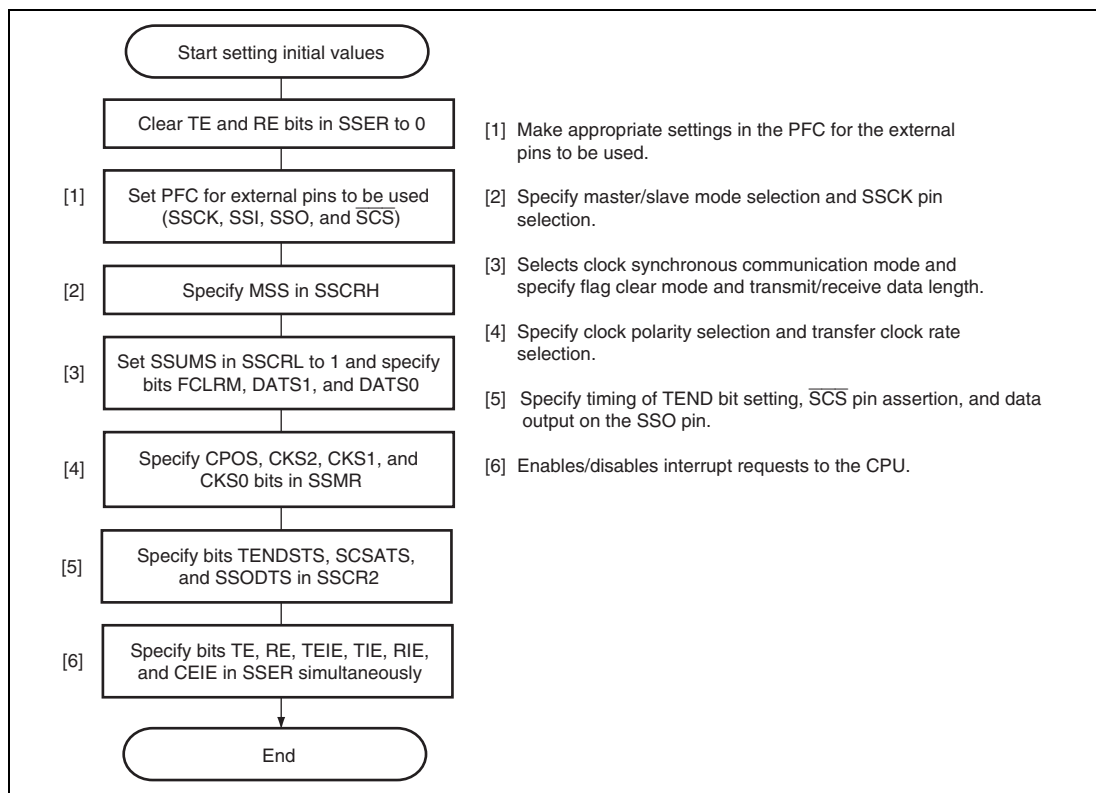 Start setting initial values
Clear TE and RE bits in SSER to 0
[1]
Set PFC for external pins to be used
(SSCK, SSI, SSO, and S̅C̅S̅)
[2]
Specify MSS in SSCRH
[3]
Set SSUMS in SSCRL to 1 and specify
bits FCLRM, DATS1, and DATS0
[4]
Specify CPOS, CKS2, CKS1, and
CKS0 bits in SSMR
[5]
Specify bits TENDSTS, SCSATS,
and SSODTS in SSCR2
[6]
Specify bits TE, RE, TEIE, TIE, RIE,
and CEIE in SSER simultaneously
End
[1] Make appropriate settings in the PFC for the external
pins to be used.
[2] Specify master/slave mode selection and SSCK pin
selection.
[3] Selects clock synchronous communication mode and
specify flag clear mode and transmit/receive data length.
[4] Specify clock polarity selection and transfer clock rate
selection.
[5] Specify timing of TEND bit setting, S̅C̅S̅ pin assertion, and data
output on the SSO pin.
[6] Enables/disables interrupt requests to the CPU.